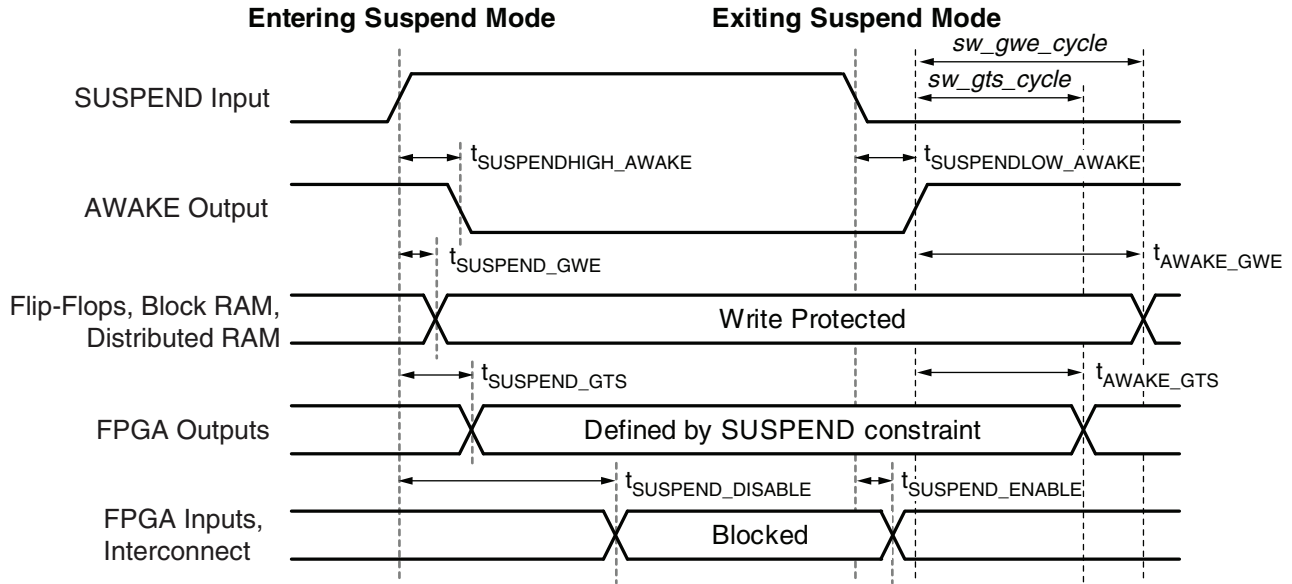 Entering Suspend Mode
Exiting Suspend Mode
sw_gwe_cycle
sw_gts_cycle
SUSPEND Input
tSUSPENDHIGH_AWAKE
tSUSPENDLOW_AWAKE
AWAKE Output
tSUSPEND_GWE
tAWAKE_GWE
Flip-Flops, Block RAM,
Distributed RAM
Write Protected
tSUSPEND_GTS
tAWAKE_GTS
FPGA Outputs
Defined by SUSPEND constraint
tSUSPEND_DISABLE
tSUSPEND_ENABLE
FPGA Inputs,
Interconnect
Blocked